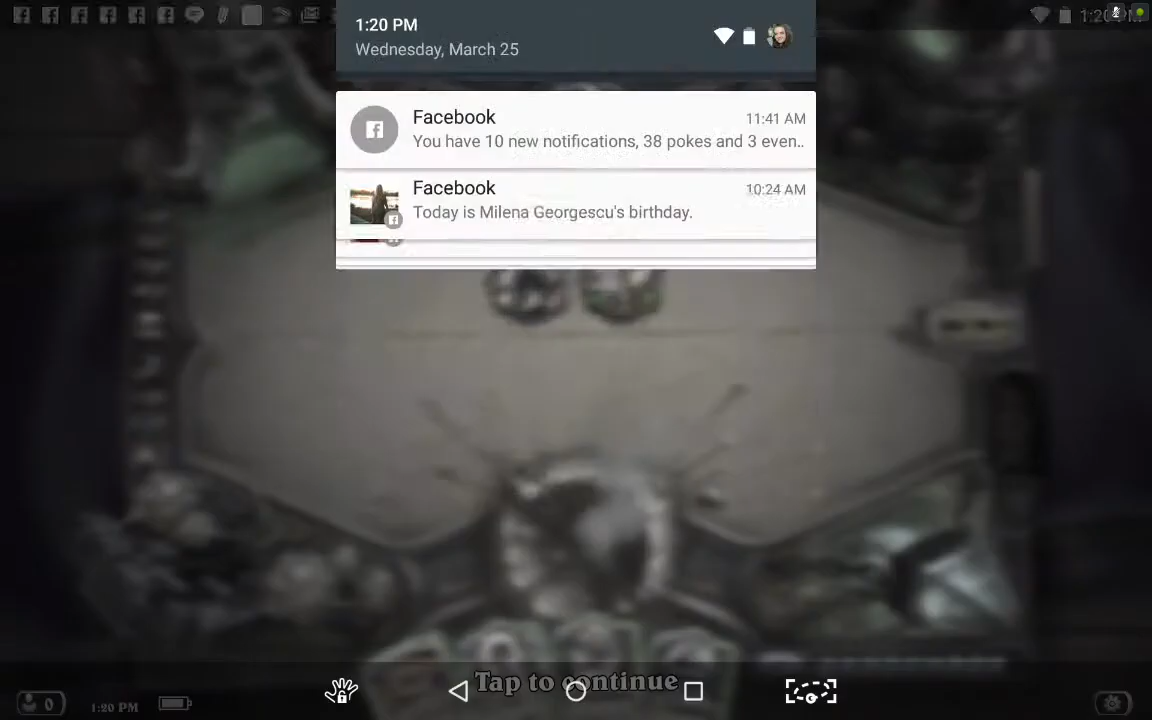 1:20 PM
Wednesday, March 25
Facebook
11:41 AM
You have 10 new notifications, 38 pokes and 3 even..
Facebook
10:24 AM
Today is Milena Georgescu's birthday.
Tap to continue
0
1:20 PM